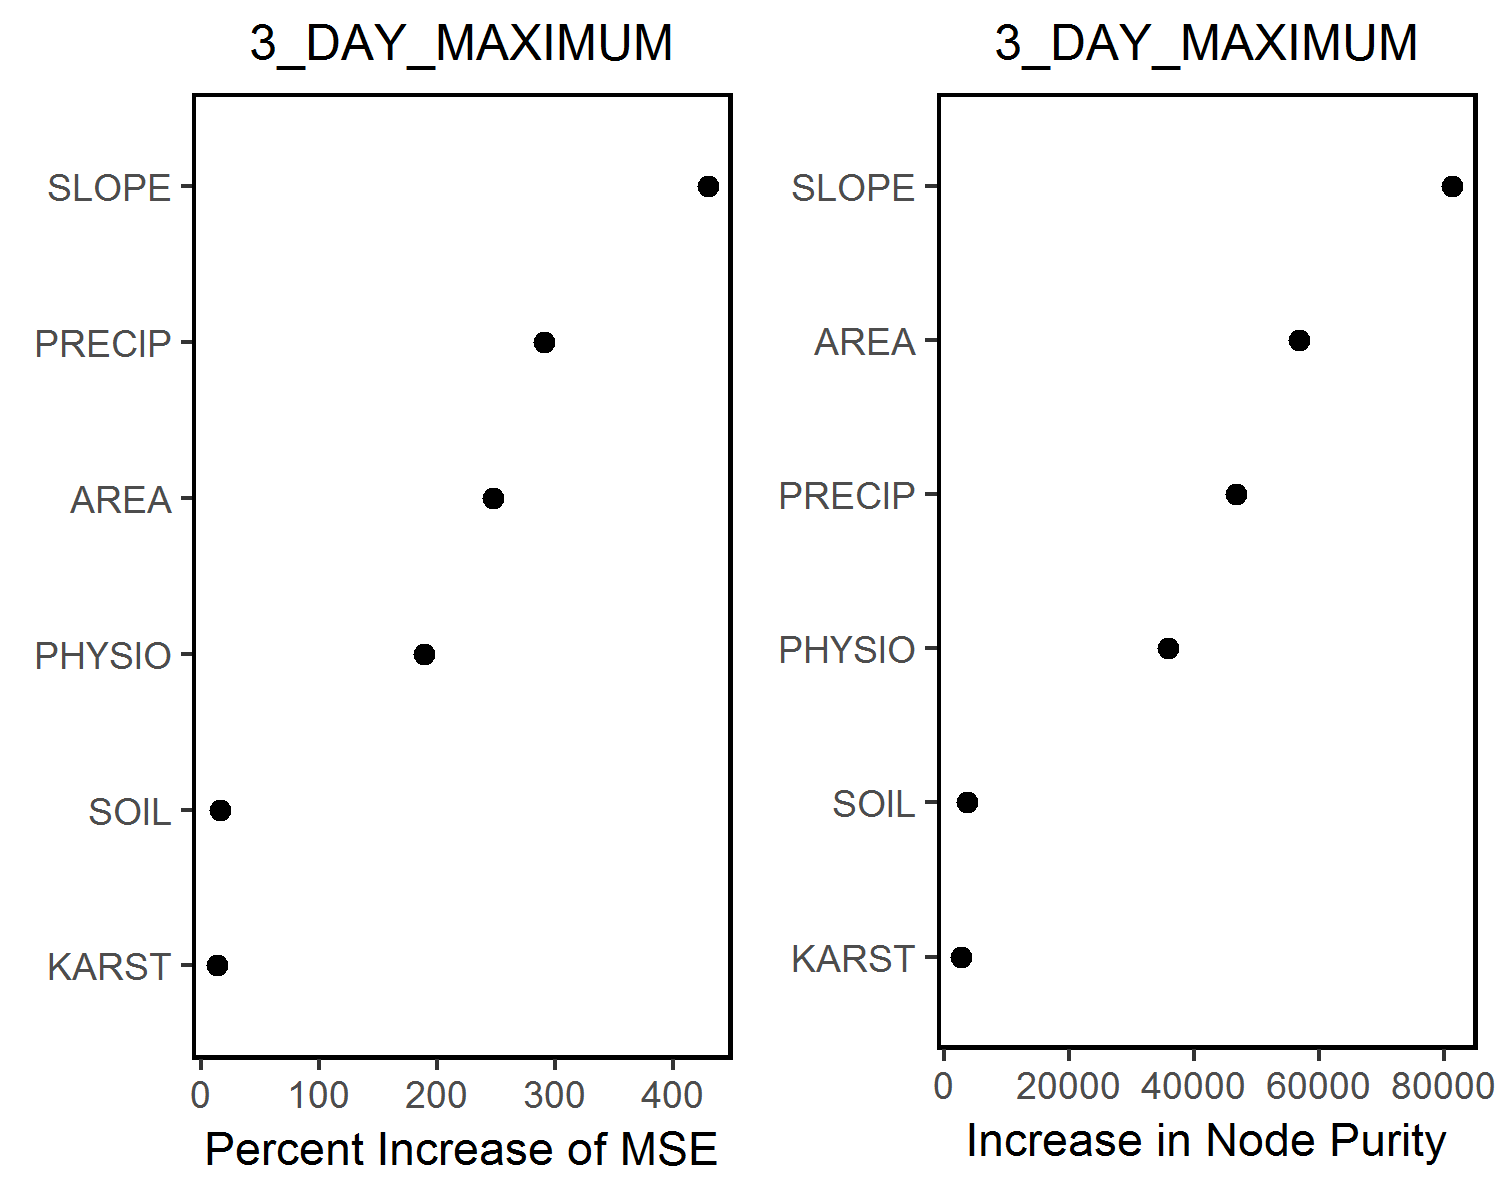 3_DAY_MAXIMUM
SLOPE
PRECIP
AREA
PHYSIO
SOIL
KARST
0 100 200 300 400
Percent Increase of MSE
3_DAY_MAXIMUM
SLOPE
AREA
PRECIP
PHYSIO
SOIL
KARST
0 20000 40000 60000 80000
Increase in Node Purity